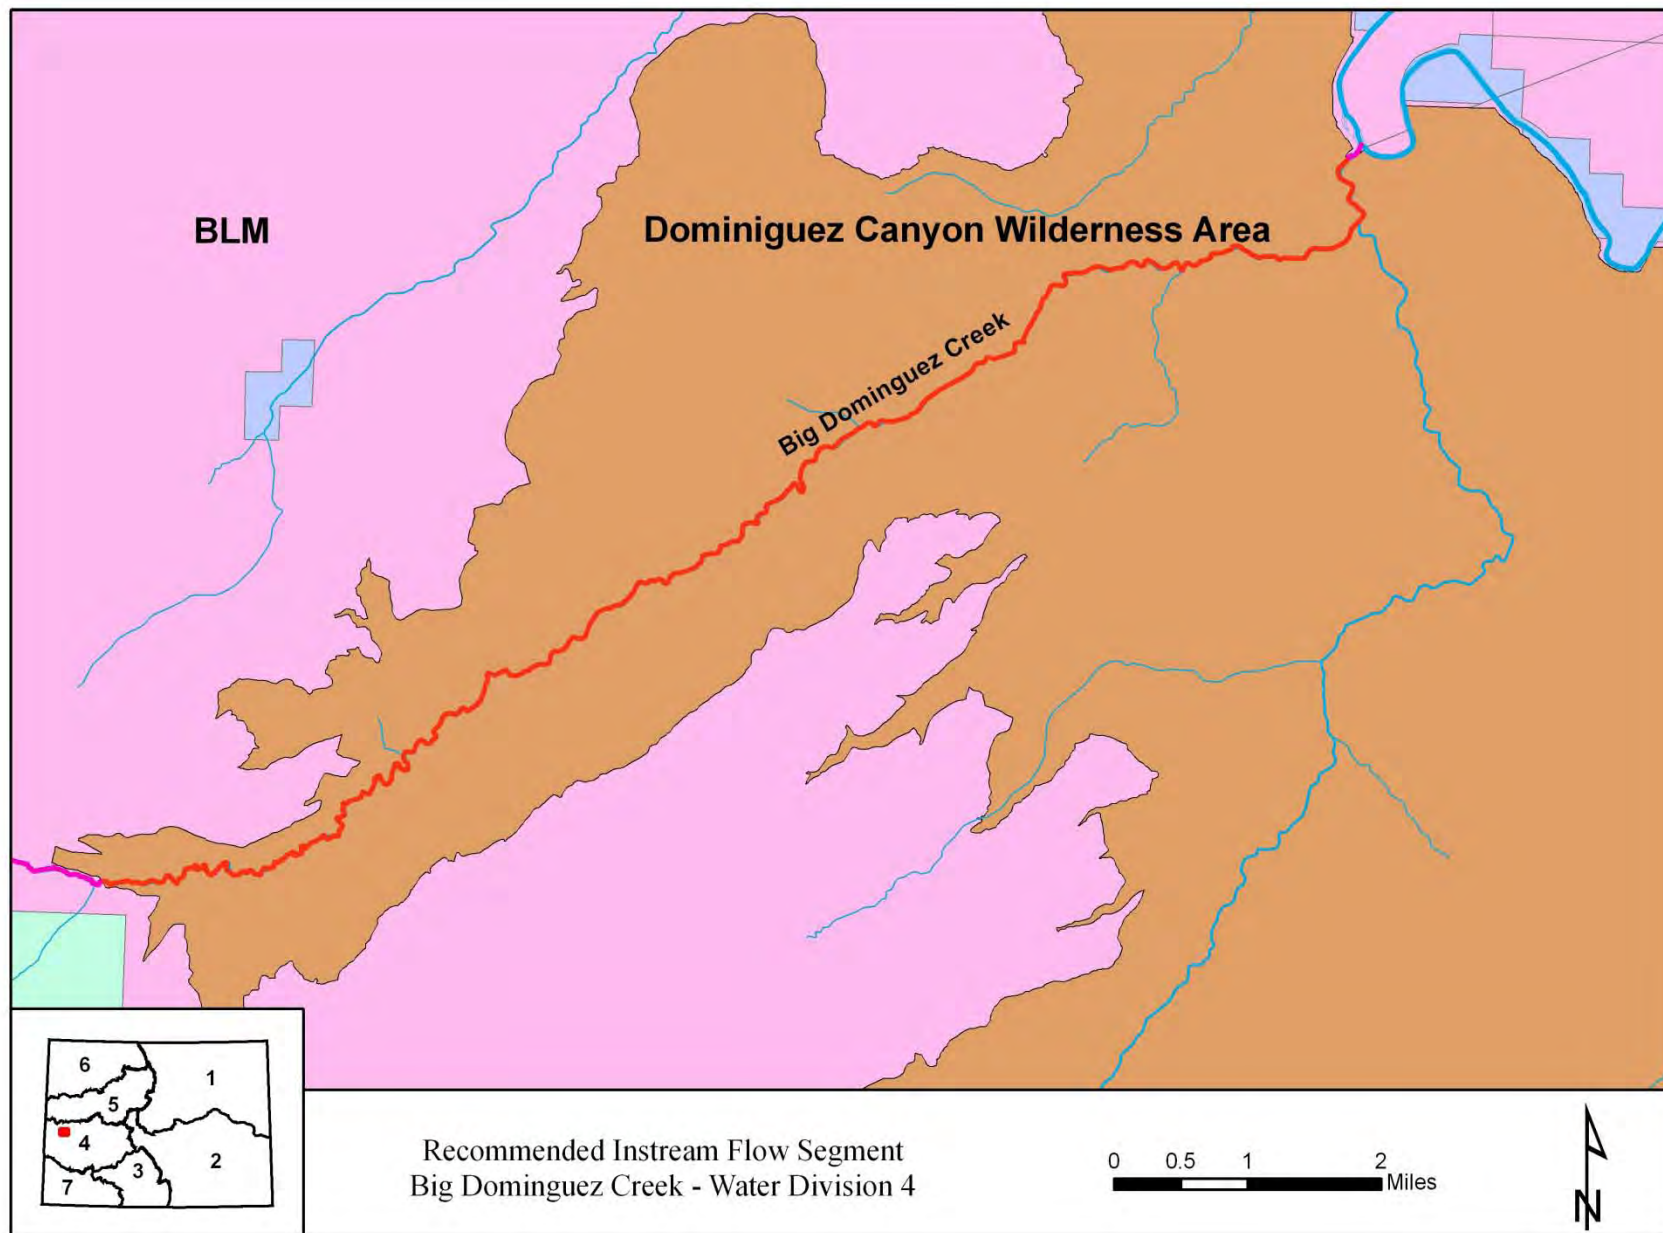 BLM
Dominiguez Canyon Wilderness Area
Big Dominguez Creek
6
1
5
4
2
3
7
Recommended Instream Flow Segment
Big Dominguez Creek - Water Division 4
0 0.5 1 2
Miles
N